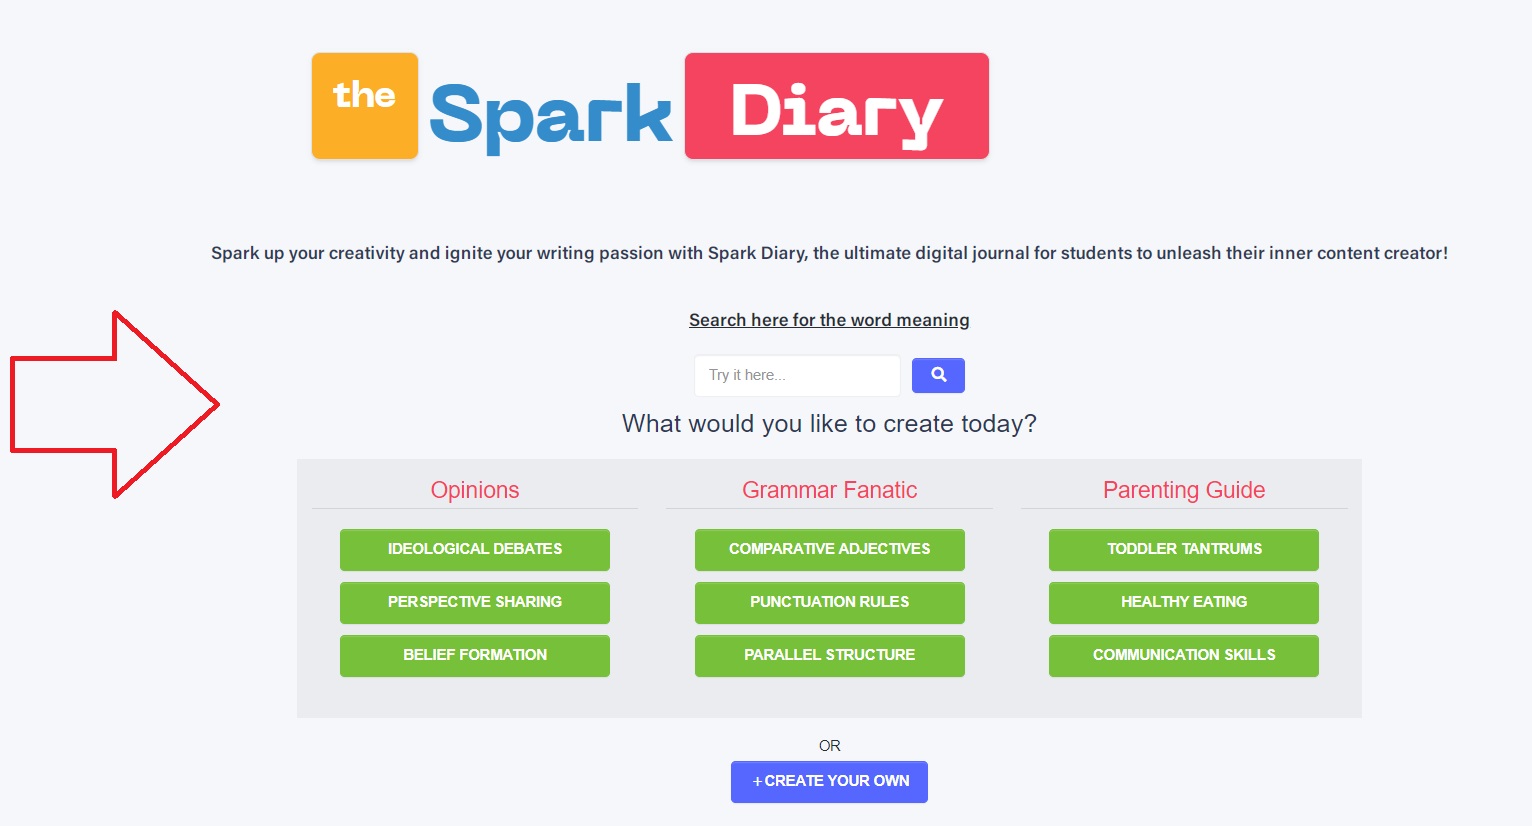 the Spark Diary
Spark up your creativity and ignite your writing passion with Spark Diary, the ultimate digital journal for students to unleash their inner content creator!
Search here for the word meaning
Try it here...
What would you like to create today?
Opinions
IDEOLOGICAL DEBATES
PERSPECTIVE SHARING
BELIEF FORMATION
Grammar Fanatic
COMPARATIVE ADJECTIVES
PUNCTUATION RULES
PARALLEL STRUCTURE
Parenting Guide
TODDLER TANTRUMS
HEALTHY EATING
COMMUNICATION SKILLS
OR
+ CREATE YOUR OWN